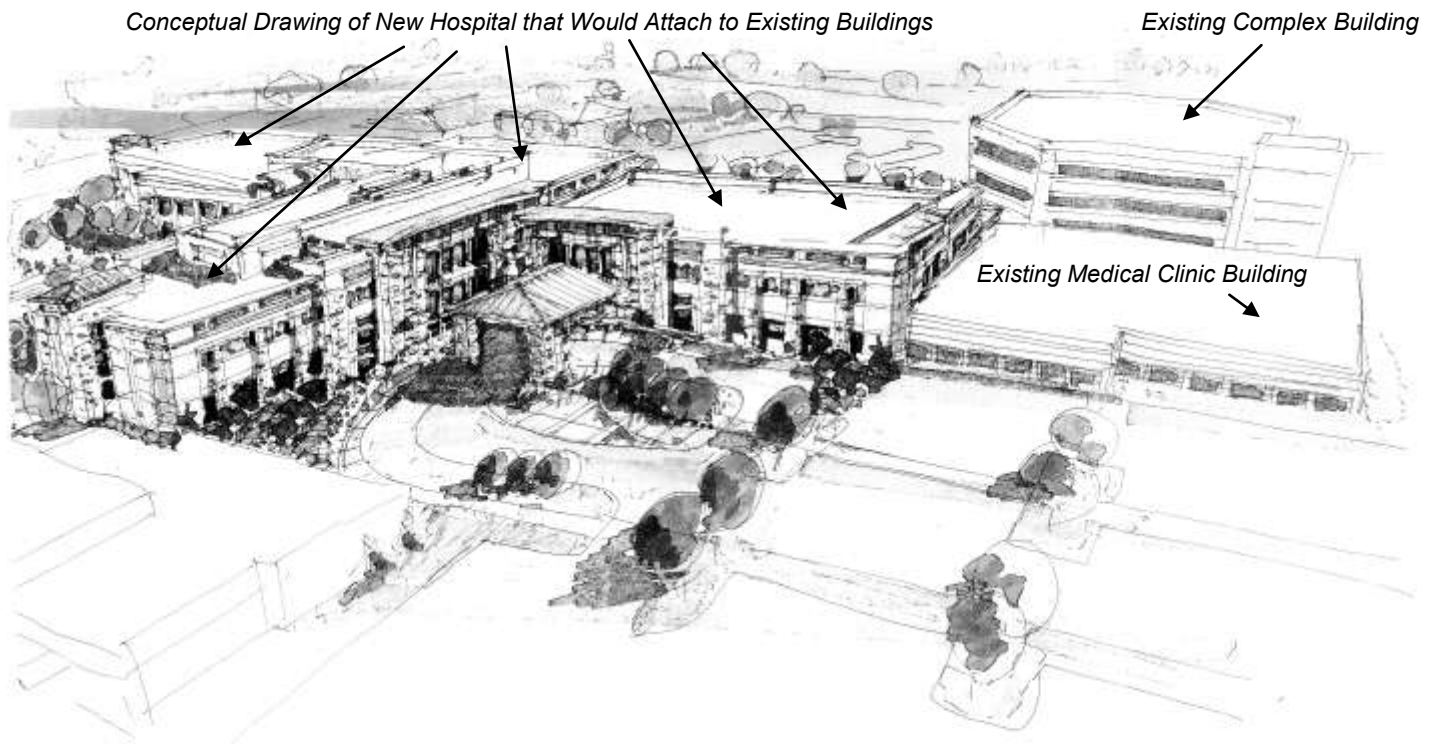 Conceptual Drawing of New Hospital that Would Attach to Existing Buildings
Existing Complex Building
Existing Medical Clinic Building